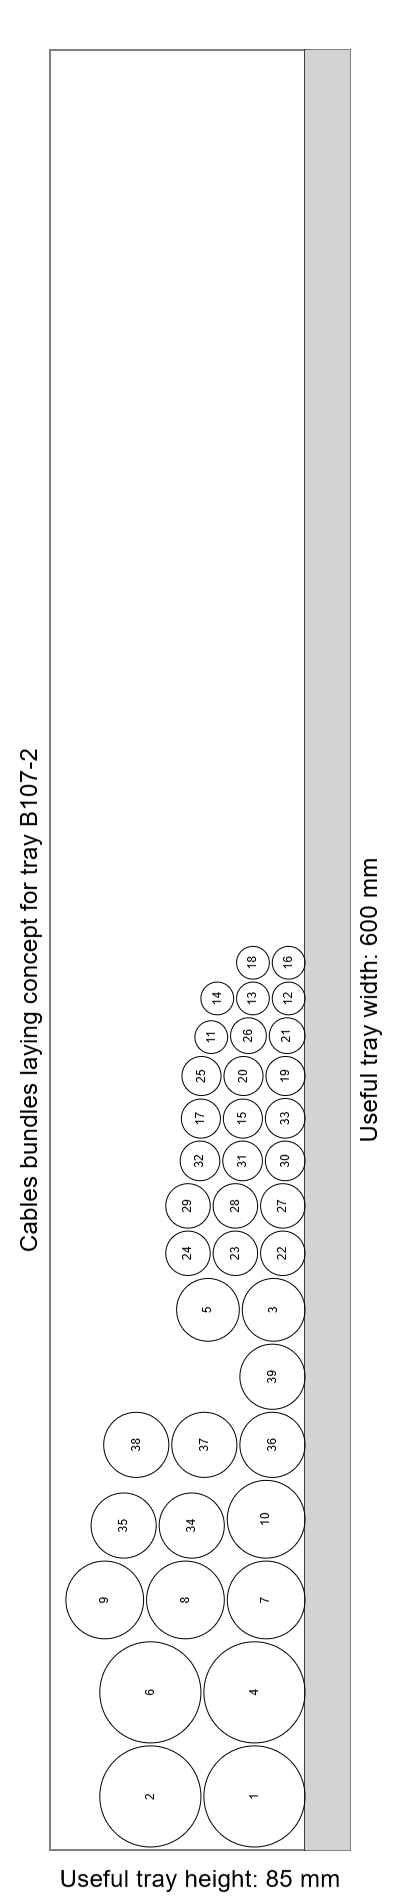 Cables bundles laying concept for tray B107-2
18 16
14 13 12
11 26 21
25 20 19
17 15 33
32 31 30
29 28 27
24 23 22
5 3
39
38 37 36
35 34 10
9 8 7
6 4
2 1
Useful tray width: 600 mm
Useful tray height: 85 mm